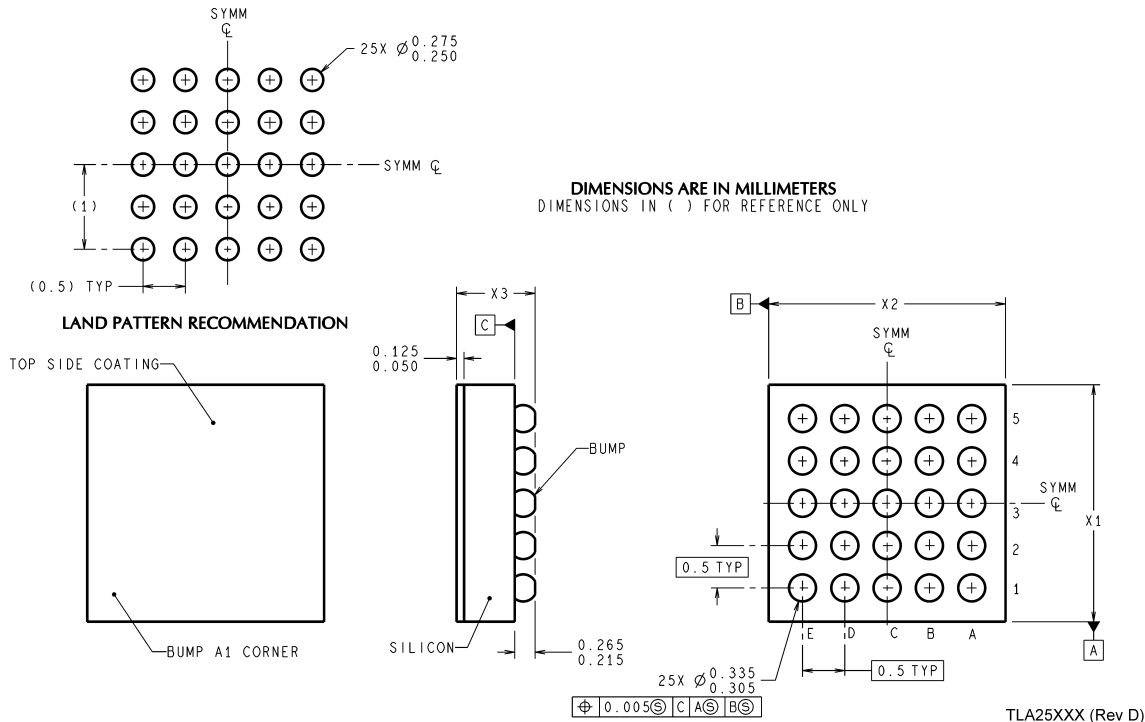 SYMM
℄
25X Ø 0.275
0.250
SYMM ℄
(1)
(0.5) TYP
LAND PATTERN RECOMMENDATION
DIMENSIONS ARE IN MILLIMETERS
DIMENSIONS IN ( ) FOR REFERENCE ONLY
TOP SIDE COATING
BUMP A1 CORNER
X3
C
0.125
0.050
BUMP
SILICON
0.265
0.215
B
X2
SYMM
℄
5
4
3
2
1
SYMM
℄
X1
0.5 TYP
E D C B A
A
0.5 TYP
25X Ø 0.335
0.305
⌖ 0.005Ⓢ C AⓈ BⓈ
TLA25XXX (Rev D)